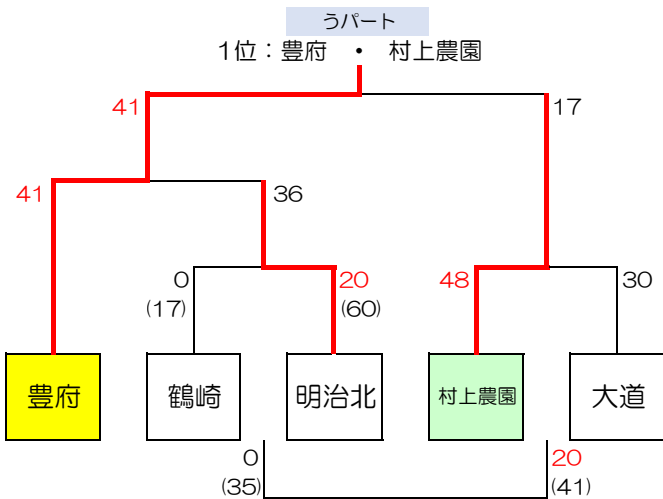 うパート
1位：豊府　・　村上農園
41
17
41
36
0
20
48
30
(17)
(60)
豊府
鶴崎
明治北
村上農園
大道
0
20
(35)
(41)